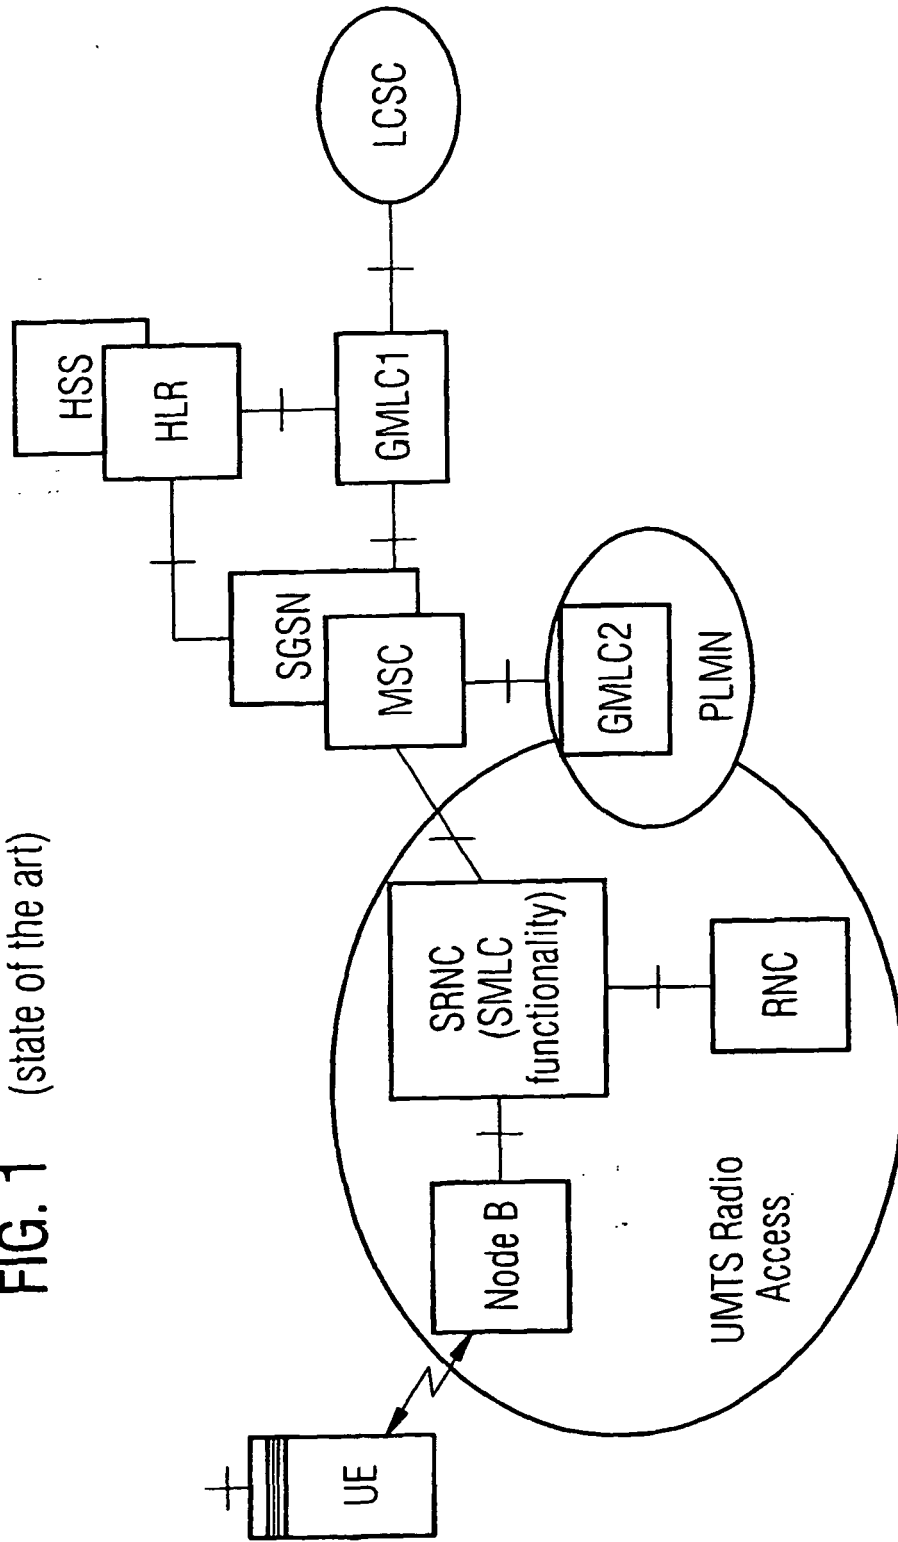 FIG. 1 (state of the art)
HSS
HLR
SGSN
MSC
GMLC1
LCSC
UE
Node B
SRNC
(SMLC
functionality)
RNC
GMLC2
PLMN
UMTS Radio
Access